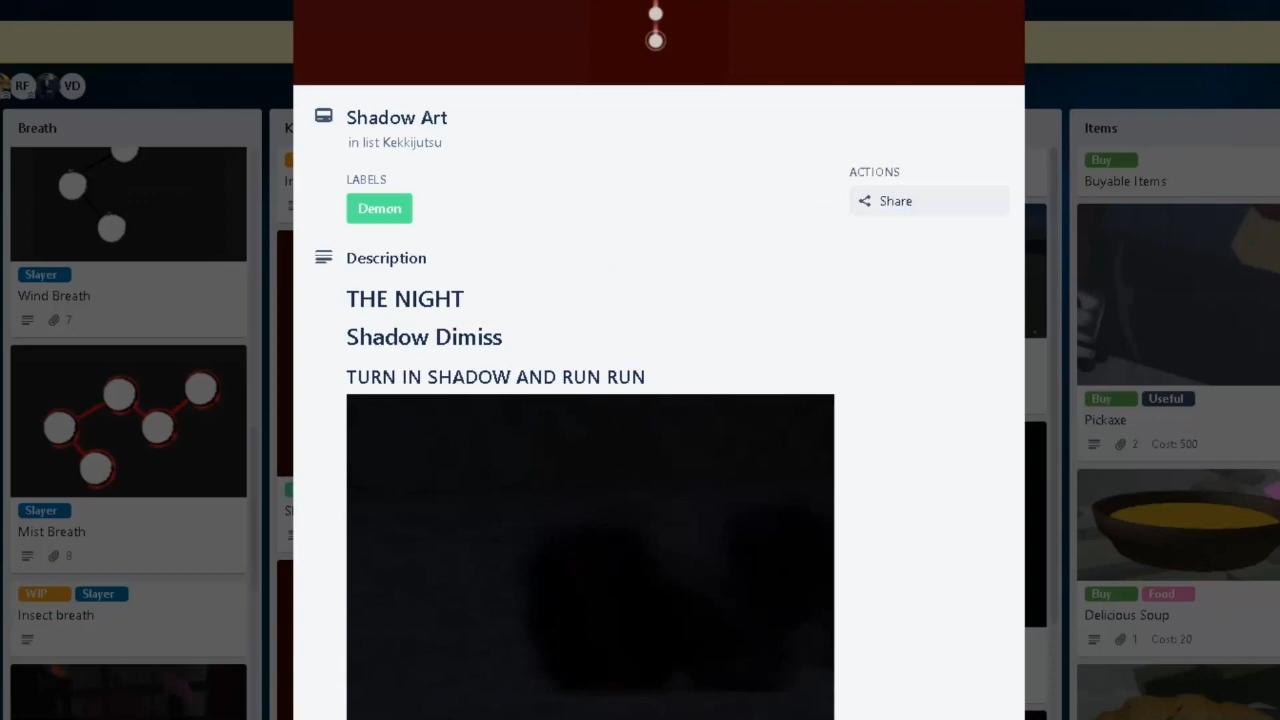 RF
VD
Breath
Slayer
Wind Breath
7
Slayer
Mist Breath
8
WIP
Slayer
Insect breath
Shadow Art
in list Kekkijutsu
LABELS
Demon
Description
THE NIGHT
Shadow Dimiss
TURN IN SHADOW AND RUN RUN
ACTIONS
Share
Items
Buy
Buyable Items
Buy
Useful
Pickaxe
2 Cost: 500
Buy
Food
Delicious Soup
1 Cost: 20